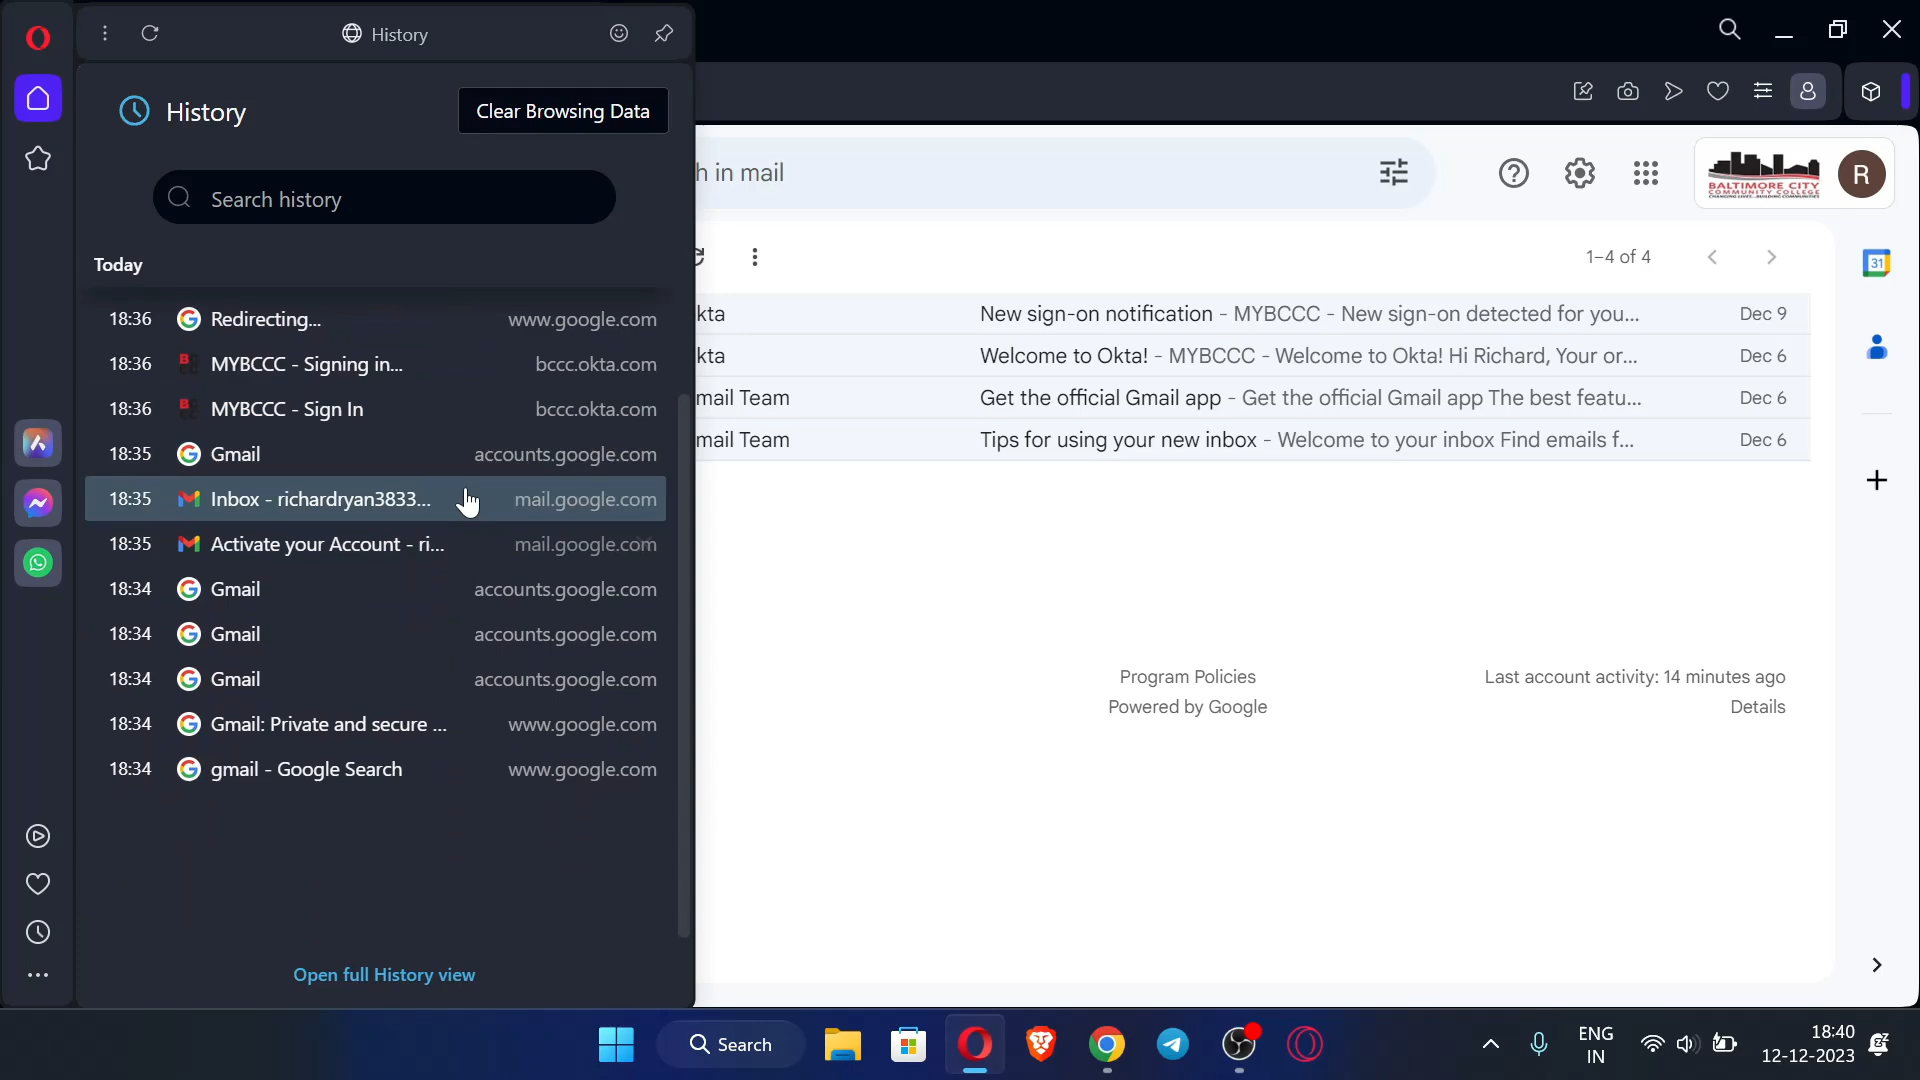 History
History
Clear Browsing Data
Search history
Today
18:36 Redirecting... www.google.com
18:36 MYBCCC - Signing in... bccc.okta.com
18:36 MYBCCC - Sign In bccc.okta.com
18:35 Gmail accounts.google.com
18:35 Inbox - richardryan3833... mail.google.com
18:35 Activate your Account - ri... mail.google.com
18:34 Gmail accounts.google.com
18:34 Gmail accounts.google.com
18:34 Gmail accounts.google.com
18:34 Gmail: Private and secure ... www.google.com
18:34 gmail - Google Search www.google.com
Open full History view
h in mail
BALTIMORE CITY
COMMUNITY COLLEGE
CHANGING LIVES...BUILDING COMMUNITIES
R
1–4 of 4
31
kta New sign-on notification - MYBCCC - New sign-on detected for you... Dec 9
kta Welcome to Okta! - MYBCCC - Welcome to Okta! Hi Richard, Your or... Dec 6
mail Team Get the official Gmail app - Get the official Gmail app The best featu... Dec 6
mail Team Tips for using your new inbox - Welcome to your inbox Find emails f... Dec 6
Program Policies
Powered by Google
Last account activity: 14 minutes ago
Details
Search
ENG
IN
18:40
12-12-2023